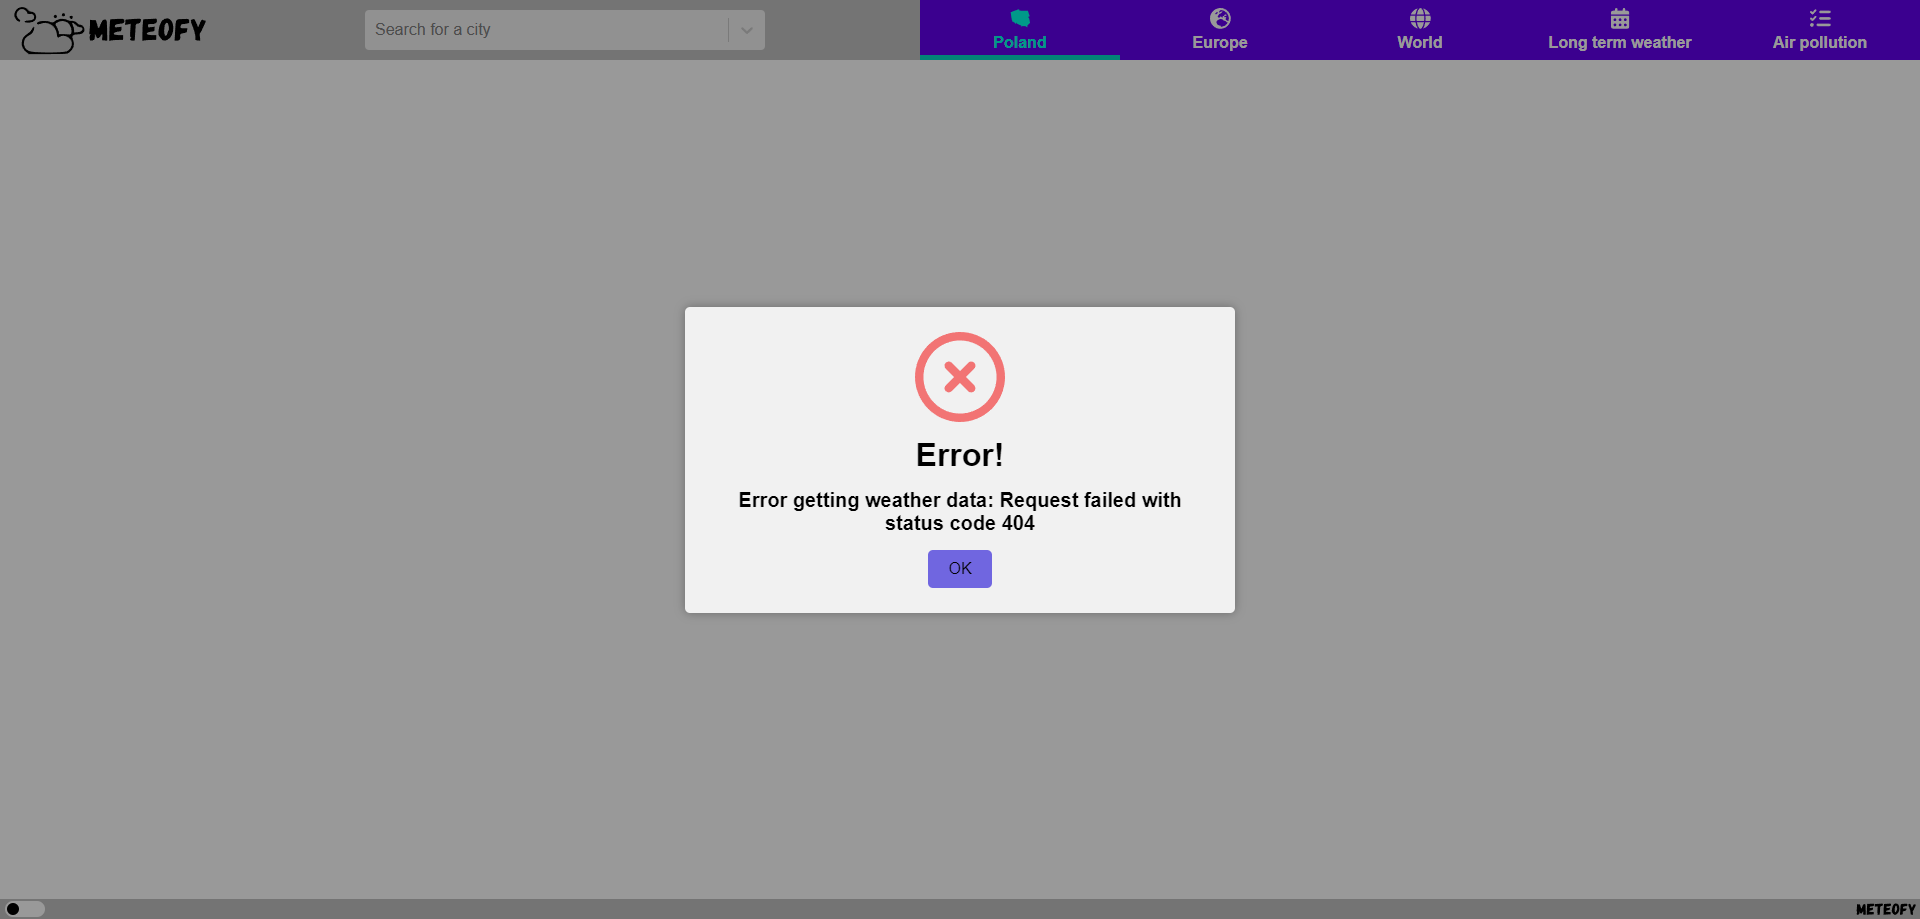 METEOFY
Search for a city
Poland
Europe
World
Long term weather
Air pollution
Error!
Error getting weather data: Request failed with
status code 404
OK
METEOFY